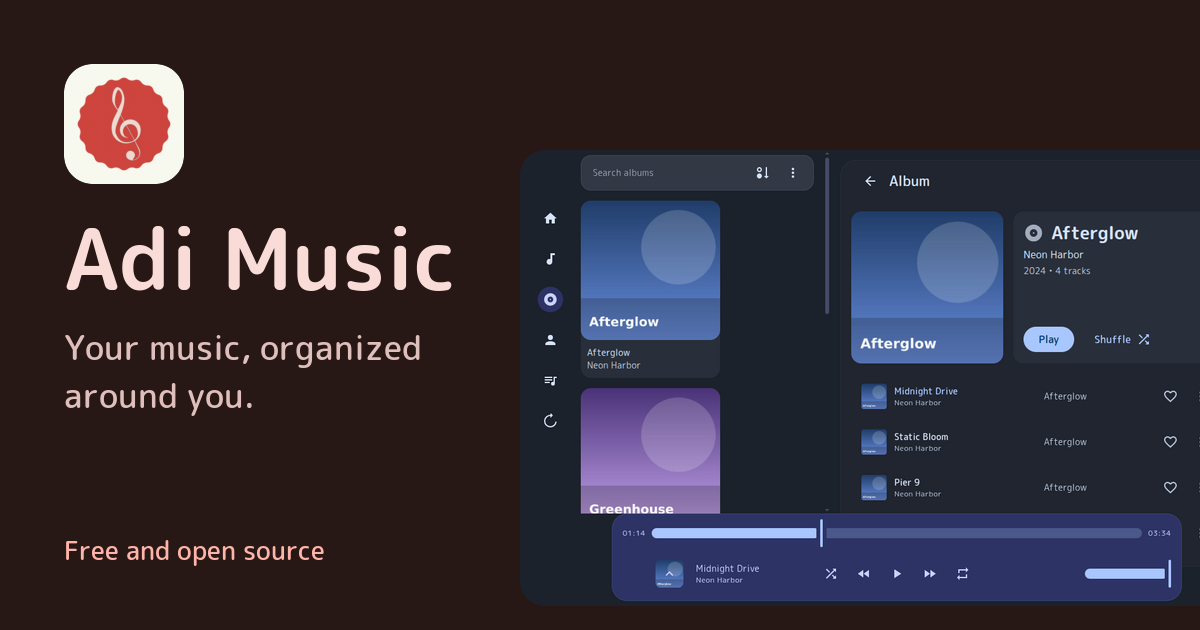 Adi Music
Your music, organized
around you.
Free and open source
Search albums
Afterglow
Afterglow
Neon Harbor
Greenhouse
Album
Afterglow
Afterglow
Neon Harbor
2024 • 4 tracks
Play
Shuffle
Midnight Drive
Neon Harbor
Afterglow
Static Bloom
Neon Harbor
Afterglow
Pier 9
Neon Harbor
Afterglow
01:14
03:34
Midnight Drive
Neon Harbor